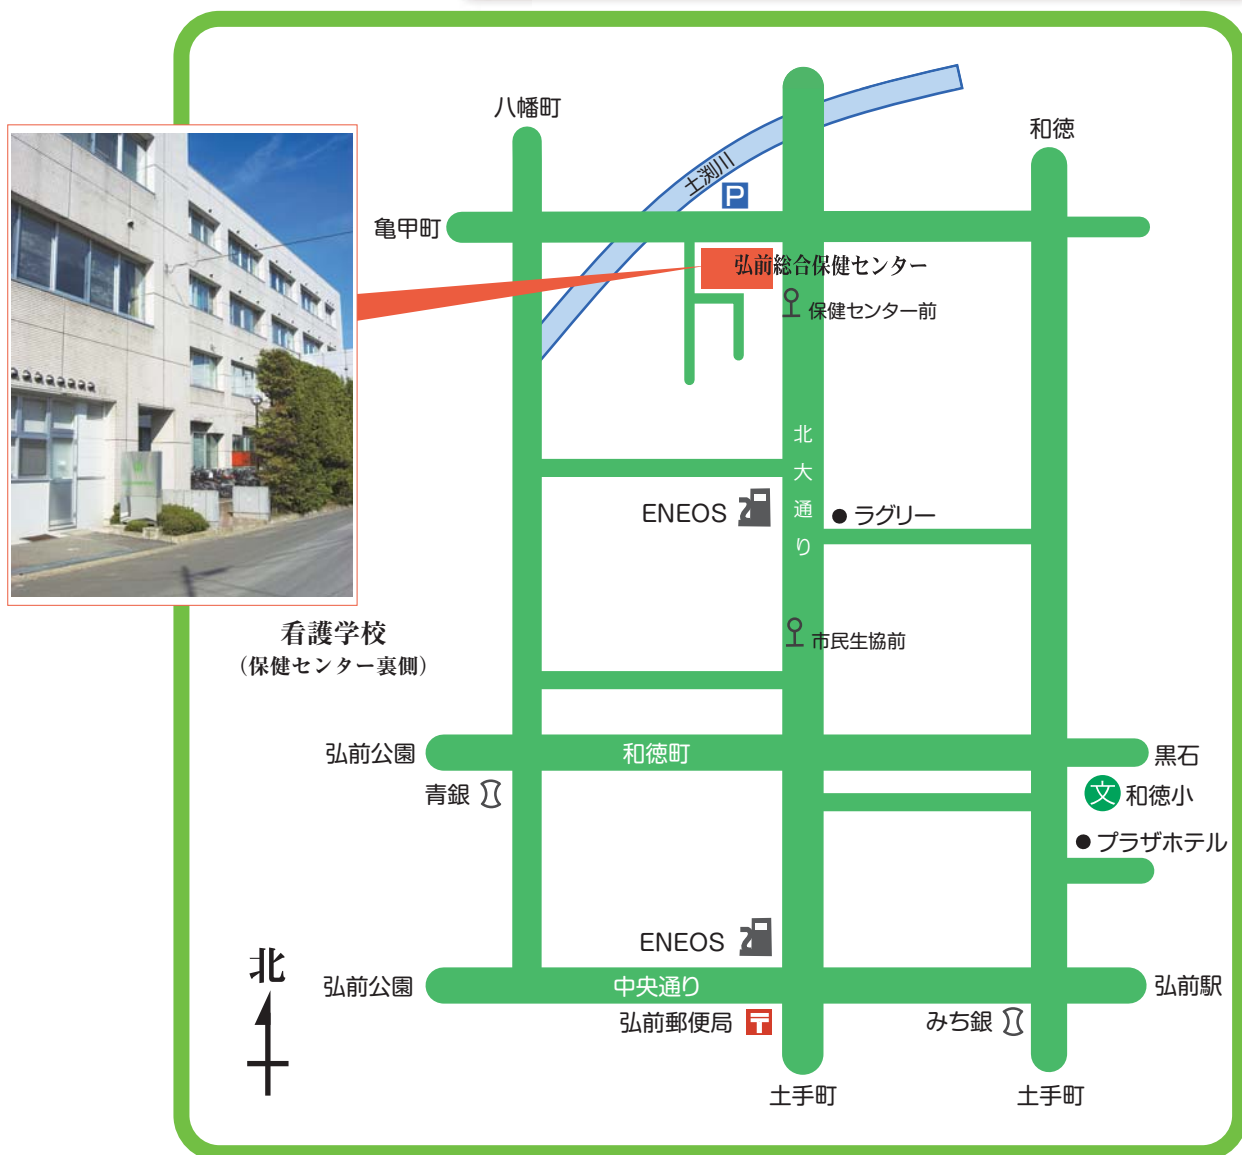 八幡町
和徳
土渕川
P
亀甲町
弘前総合保健センター
保健センター前
北大通り
ENEOS
ラグリー
看護学校
（保健センター裏側）
市民生協前
弘前公園
和徳町
黒石
青銀
文
和徳小
プラザホテル
ENEOS
北
弘前公園
中央通り
弘前駅
弘前郵便局
〒
みち銀
土手町
土手町